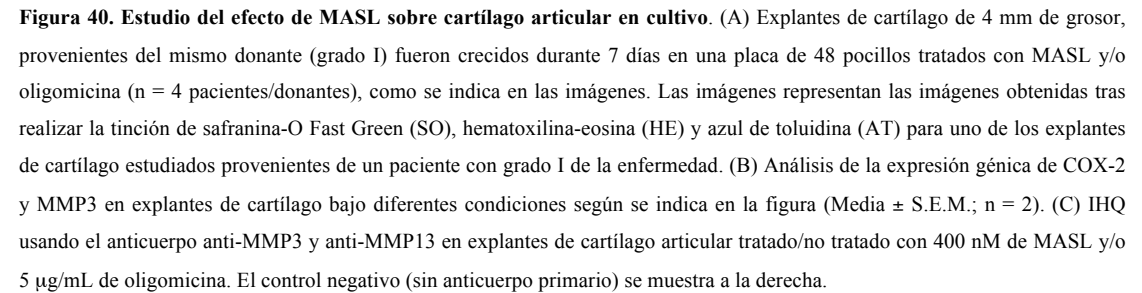 Figura 40. Estudio del efecto de MASL sobre cartílago articular en cultivo. (A) Explantes de cartílago de 4 mm de grosor,
provenientes del mismo donante (grado I) fueron crecidos durante 7 días en una placa de 48 pocillos tratados con MASL y/o
oligomicina (n = 4 pacientes/donantes), como se indica en las imágenes. Las imágenes representan las imágenes obtenidas tras
realizar la tinción de safranina-O Fast Green (SO), hematoxilina-eosina (HE) y azul de toluidina (AT) para uno de los explantes
de cartílago estudiados provenientes de un paciente con grado I de la enfermedad. (B) Análisis de la expresión génica de COX-2
y MMP3 en explantes de cartílago bajo diferentes condiciones según se indica en la figura (Media ± S.E.M.; n = 2). (C) IHQ
usando el anticuerpo anti-MMP3 y anti-MMP13 en explantes de cartílago articular tratado/no tratado con 400 nM de MASL y/o
5 µg/mL de oligomicina. El control negativo (sin anticuerpo primario) se muestra a la derecha.